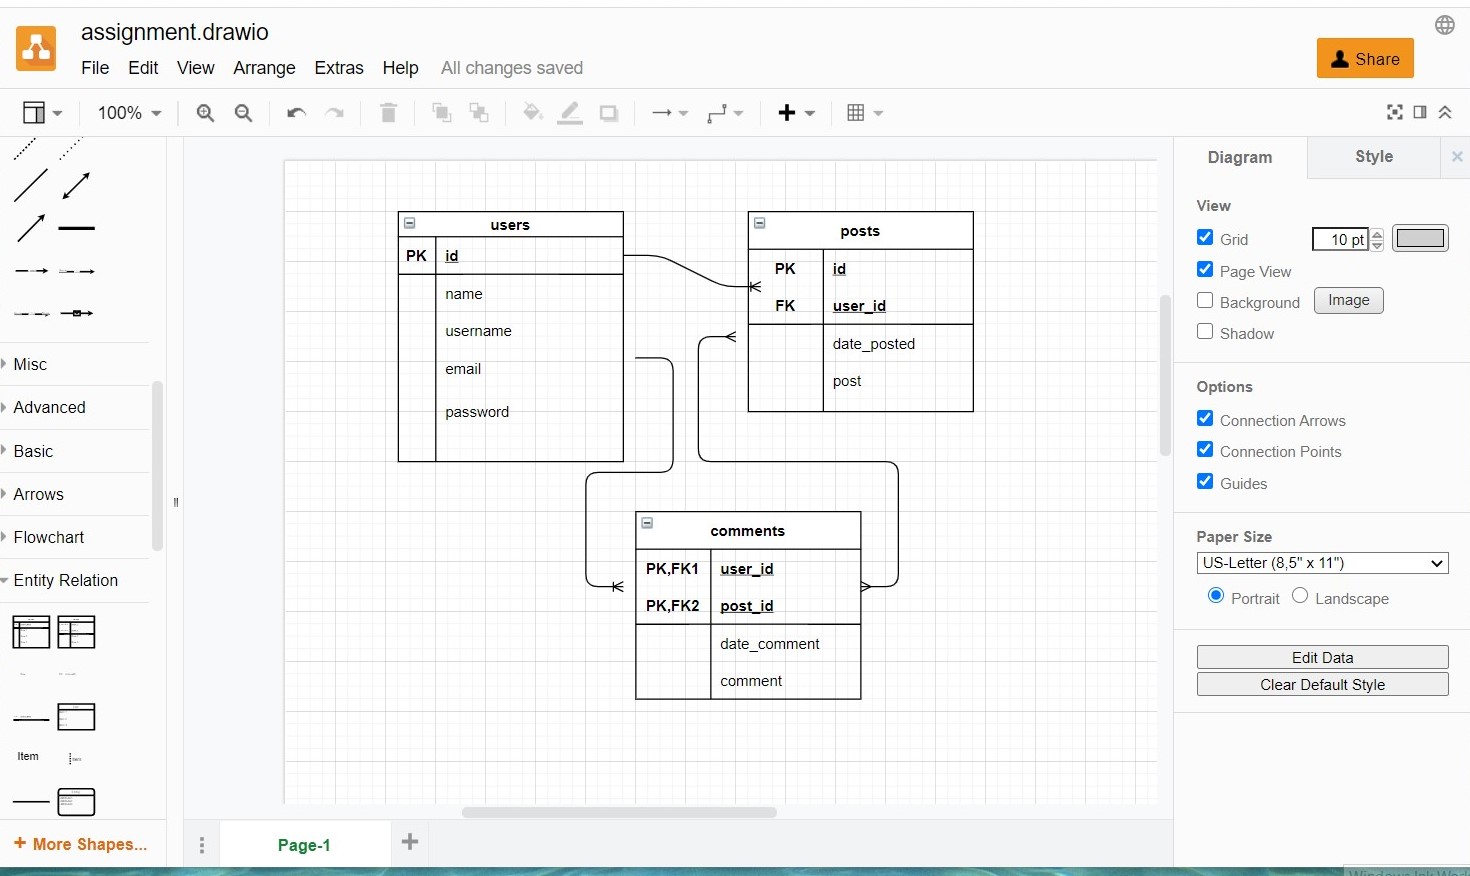 assignment.drawio
File Edit View Arrange Extras Help All changes saved
Share
100%
Misc
Advanced
Basic
Arrows
Flowchart
Entity Relation
Item
+ More Shapes...
users
PK id
name
username
email
password
posts
PK id
FK user_id
date_posted
post
comments
PK,FK1 user_id
PK,FK2 post_id
date_comment
comment
Page-1
Diagram Style
View
Grid 10 pt
Page View
Background Image
Shadow
Options
Connection Arrows
Connection Points
Guides
Paper Size
US-Letter (8,5" x 11")
Portrait Landscape
Edit Data
Clear Default Style